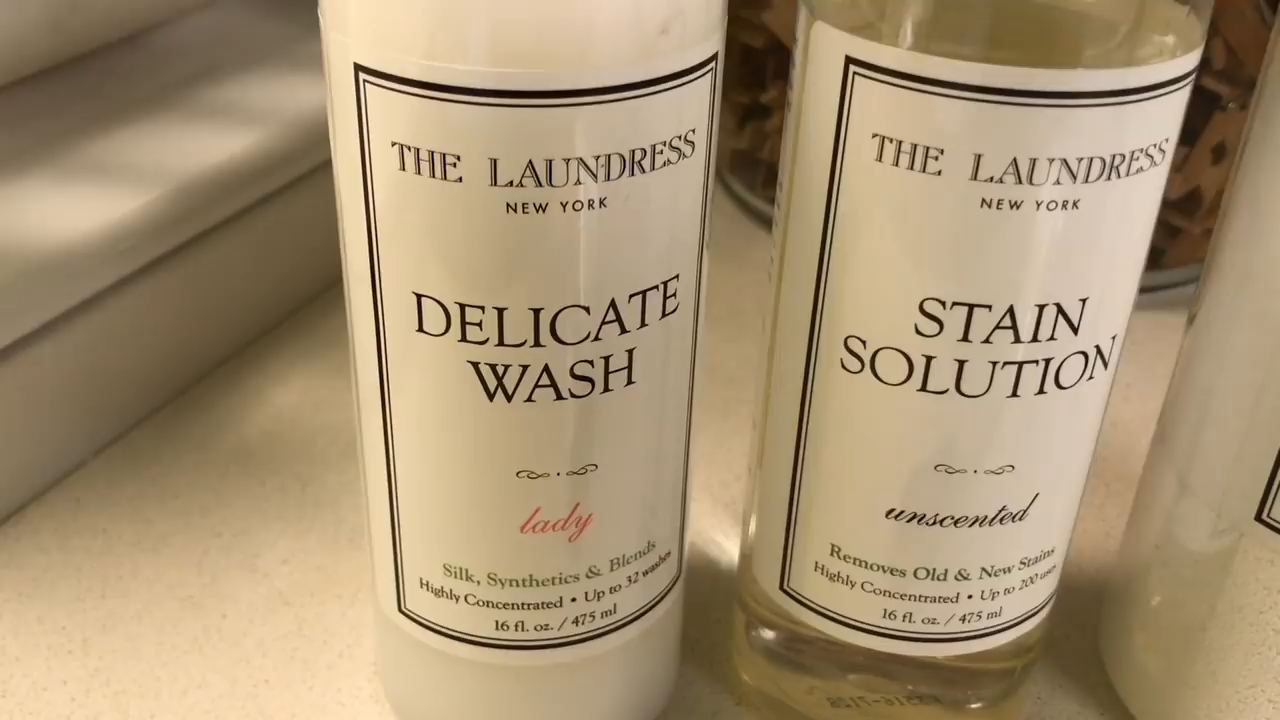 THE LAUNDRESS
NEW YORK
DELICATE
WASH
lady
Silk, Synthetics & Blends
Highly Concentrated • Up to 32 washes
16 fl. oz. / 475 ml
THE LAUNDRESS
NEW YORK
STAIN
SOLUTION
unscented
Removes Old & New Stains
Highly Concentrated • Up to 200 uses
16 fl. oz. / 475 ml